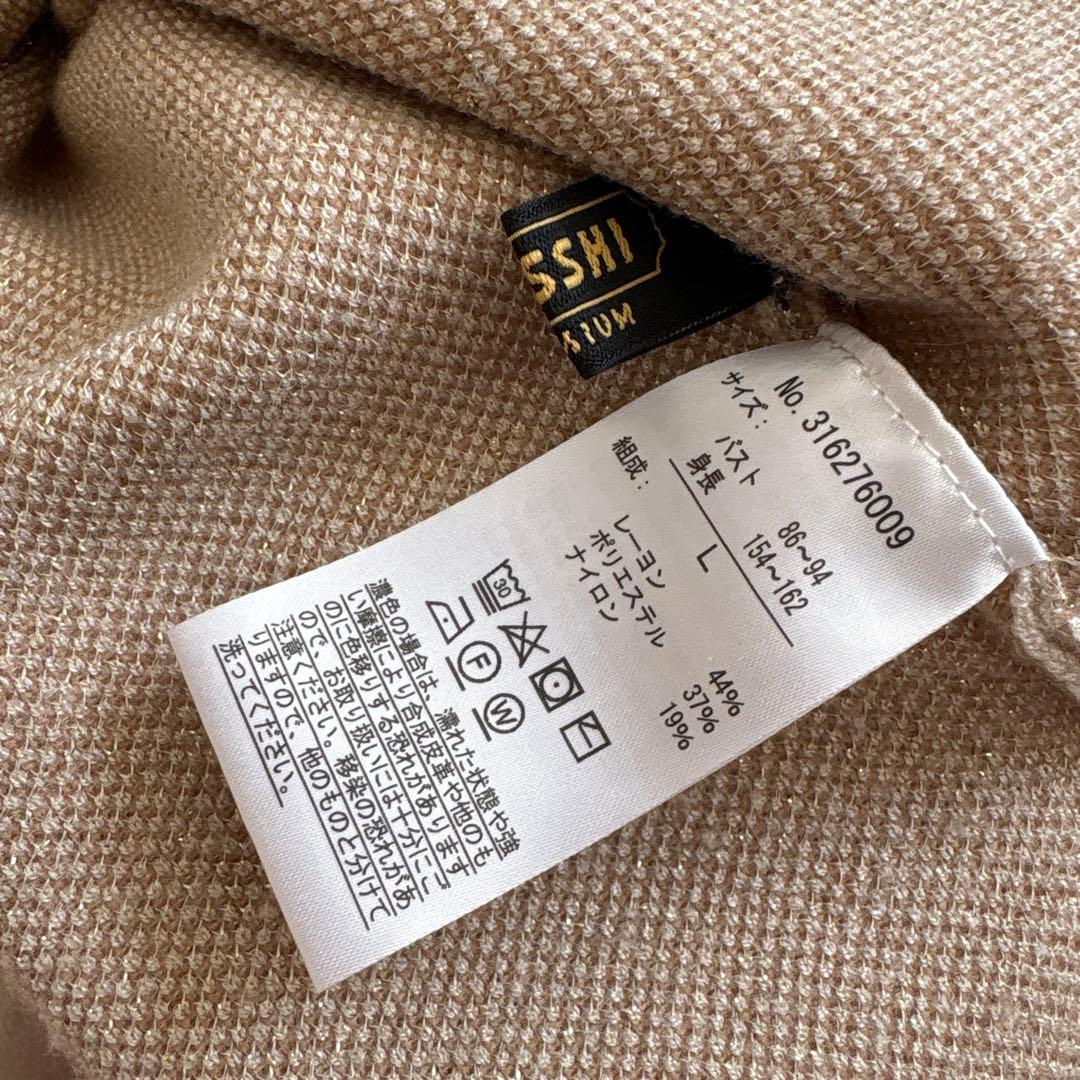 SSHI
TUM
No. 316276009
サイズ:
バスト 86~94
身長 154~162
L
組成:
レーヨン 44%
ポリエステル 37%
ナイロン 19%
30
F
W
濃色の場合は、濡れた状態や強
い摩擦により合成皮革や他のも
のに色移りする恐れがあります
ので、お取り扱いには十分にご
注意ください。移染の恐れがあ
りますので、他のものと分けて
洗ってください。